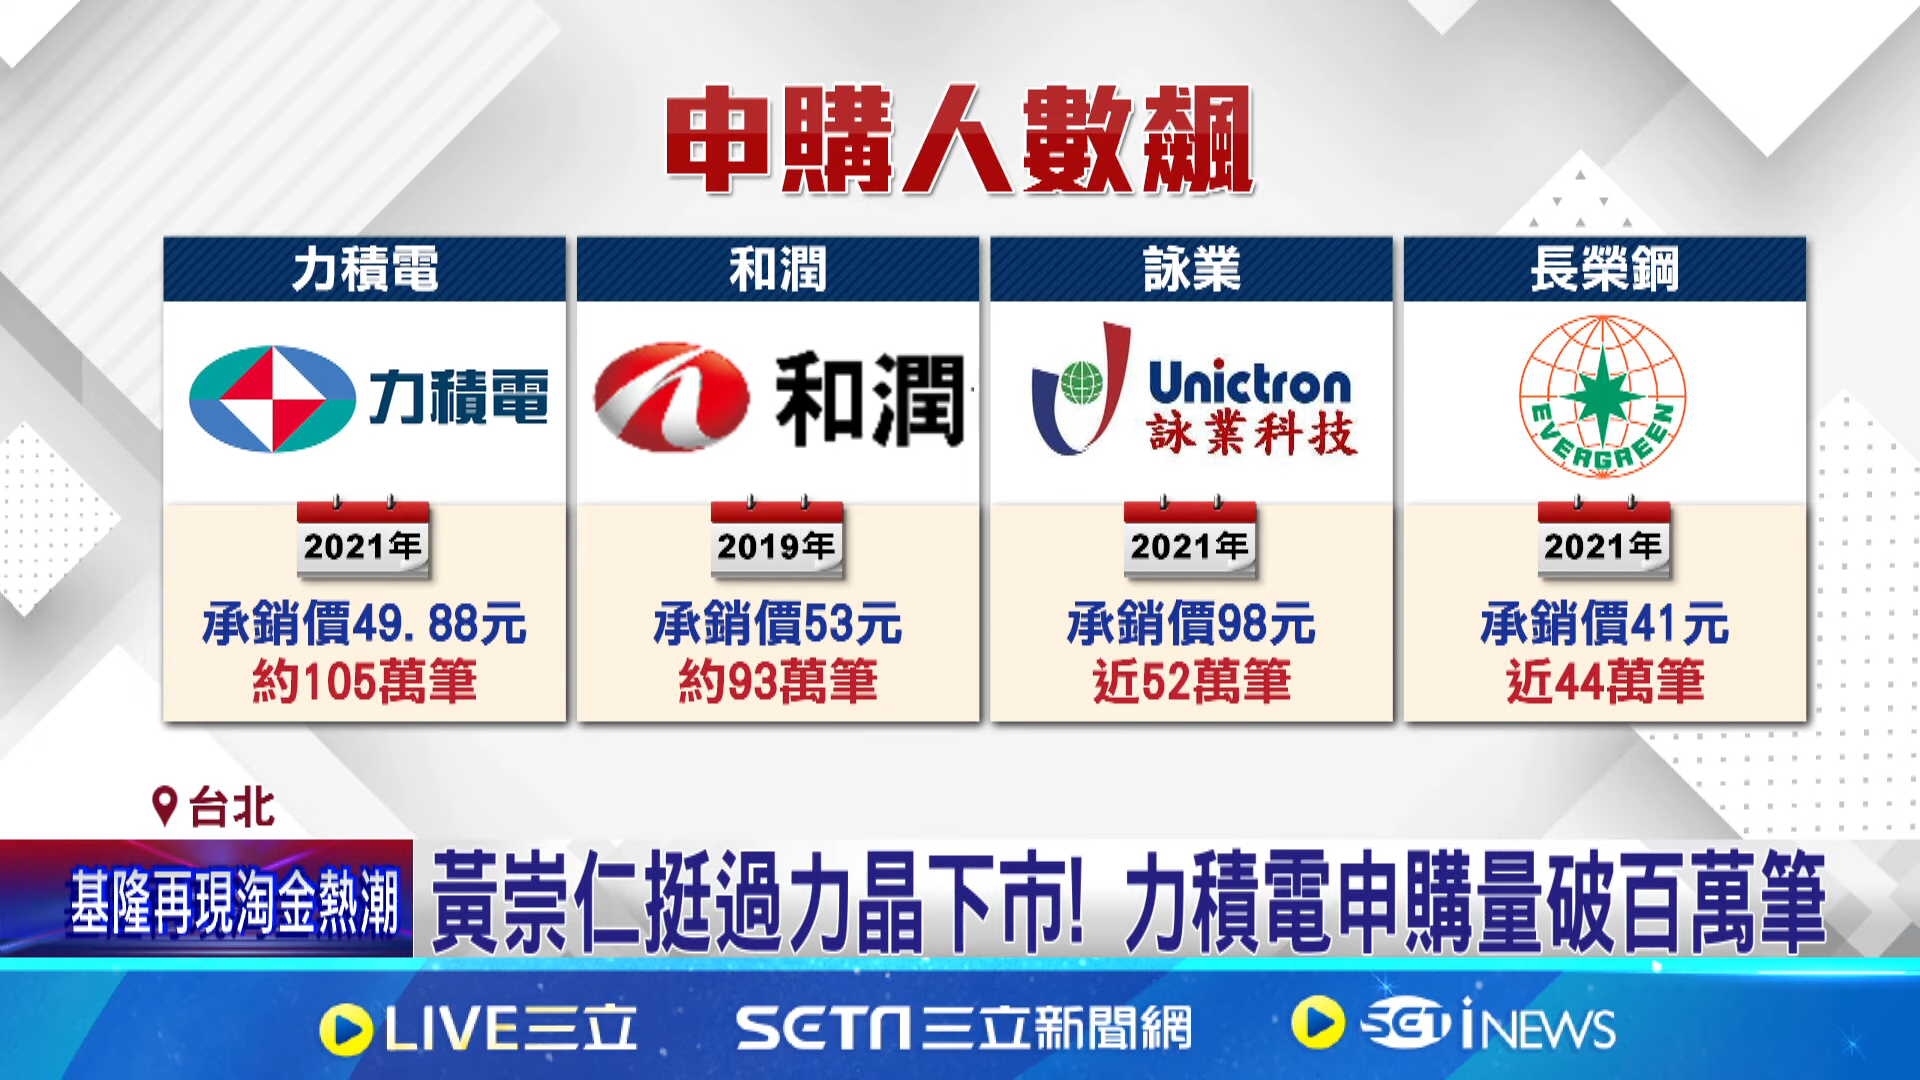 申購人數飆
力積電
和潤
詠業
長榮鋼
力積電
和潤
Unictron
詠業科技
EVERGREEN
2021年
2019年
2021年
2021年
承銷價49.88元
約105萬筆
承銷價53元
約93萬筆
承銷價98元
近52萬筆
承銷價41元
近44萬筆
台北
基隆再現淘金熱潮
黃崇仁挺過力晶下市! 力積電申購量破百萬筆
LIVE三立
SETN三立新聞網
SET iNEWS